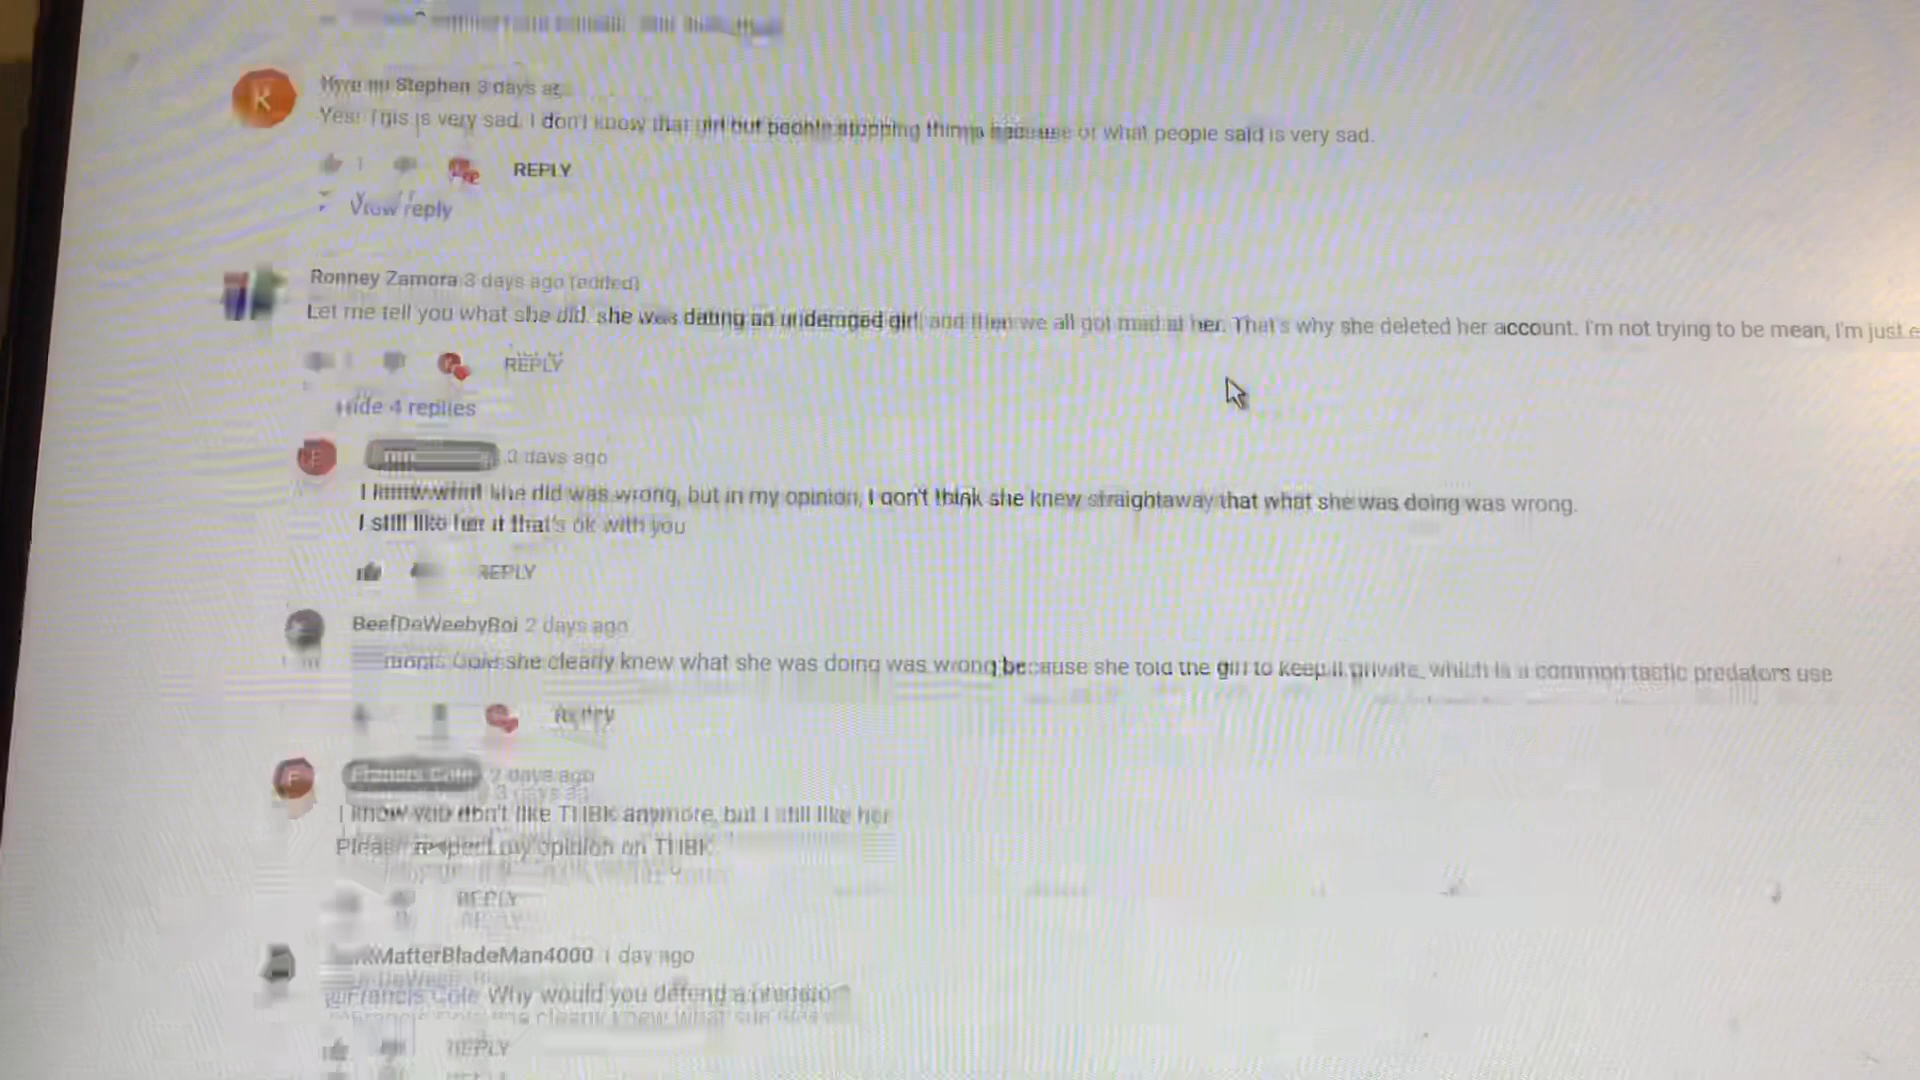 Stephen 3 days
Yes! This is very sad. I don't know that girl but people stopping things because of what people said is very sad.
1 REPLY
View reply
Ronney Zamora 3 days ago (edited)
Let me tell you what she did. she was dating an underaged girl, and then we all got mad at her. That's why she deleted her account. I'm not trying to be mean, I'm just
REPLY
Hide 4 replies
3 days ago
I know what she did was wrong, but in my opinion, I don't think she knew straightaway that what she was doing was wrong.
I still like her if that's ok with you
REPLY
BeefDaWeebyBoi 2 days ago
she clearly knew what she was doing was wrong because she told the girl to keep it private, which is a common tastic predators use
REPLY
2 days ago
I know you don't like anymore, but I still like her
Please respect my opinion on
REPLY
MatterBladeMan4000 1 day ago
@Francis Cole Why would you defend a predator
REPLY